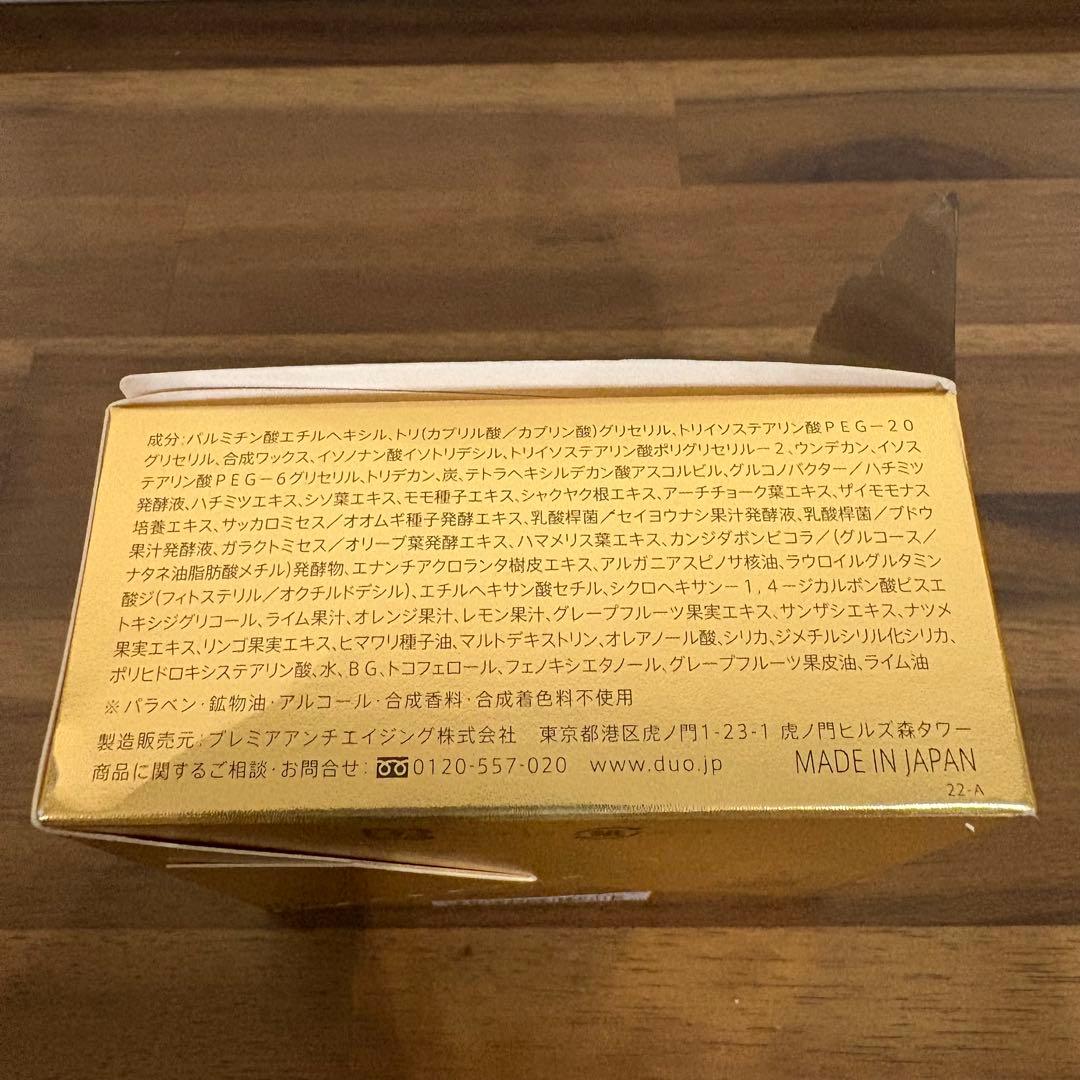 成分：パルミチン酸エチルヘキシル、トリ(カプリル酸／カプリン酸)グリセリル、トリイソステアリン酸ＰＥＧ－２０
グリセリル、合成ワックス、イソノナン酸イソトリデシル、トリイソステアリン酸ポリグリセリル－２、ウンデカン、イソス
テアリン酸ＰＥＧ－６グリセリル、トリデカン、炭、テトラヘキシルデカン酸アスコルビル、グルコノバクター／ハチミツ
発酵液、ハチミツエキス、シソ葉エキス、モモ種子エキス、シャクヤク根エキス、アーチチョーク葉エキス、ザイモモナス
培養エキス、サッカロミセス／オオムギ種子発酵エキス、乳酸桿菌／セイヨウナシ果汁発酵液、乳酸桿菌／ブドウ
果汁発酵液、ガラクトミセス／オリーブ葉発酵エキス、ハマメリス葉エキス、カンジダボンビコラ／(グルコース／
ナタネ油脂肪酸メチル)発酵物、エナンチアクロランタ樹皮エキス、アルガニアスピノサ核油、ラウロイルグルタミン
酸ジ(フィトステリル／オクチルドデシル)、エチルヘキサン酸セチル、シクロヘキサン－１，４－ジカルボン酸ビスエ
トキシジグリコール、ライム果汁、オレンジ果汁、レモン果汁、グレープフルーツ果実エキス、サンザシエキス、ナツメ
果実エキス、リンゴ果実エキス、ヒマワリ種子油、マルトデキストリン、オレアノール酸、シリカ、ジメチルシリル化シリカ、
ポリヒドロキシステアリン酸、水、ＢＧ、トコフェロール、フェノキシエタノール、グレープフルーツ果皮油、ライム油
※パラベン・鉱物油・アルコール・合成香料・合成着色料不使用
製造販売元：プレミアアンチエイジング株式会社　東京都港区虎ノ門1-23-1 虎ノ門ヒルズ森タワー
商品に関するご相談・お問合せ：0120-557-020　www.duo.jp　MADE IN JAPAN
22-A